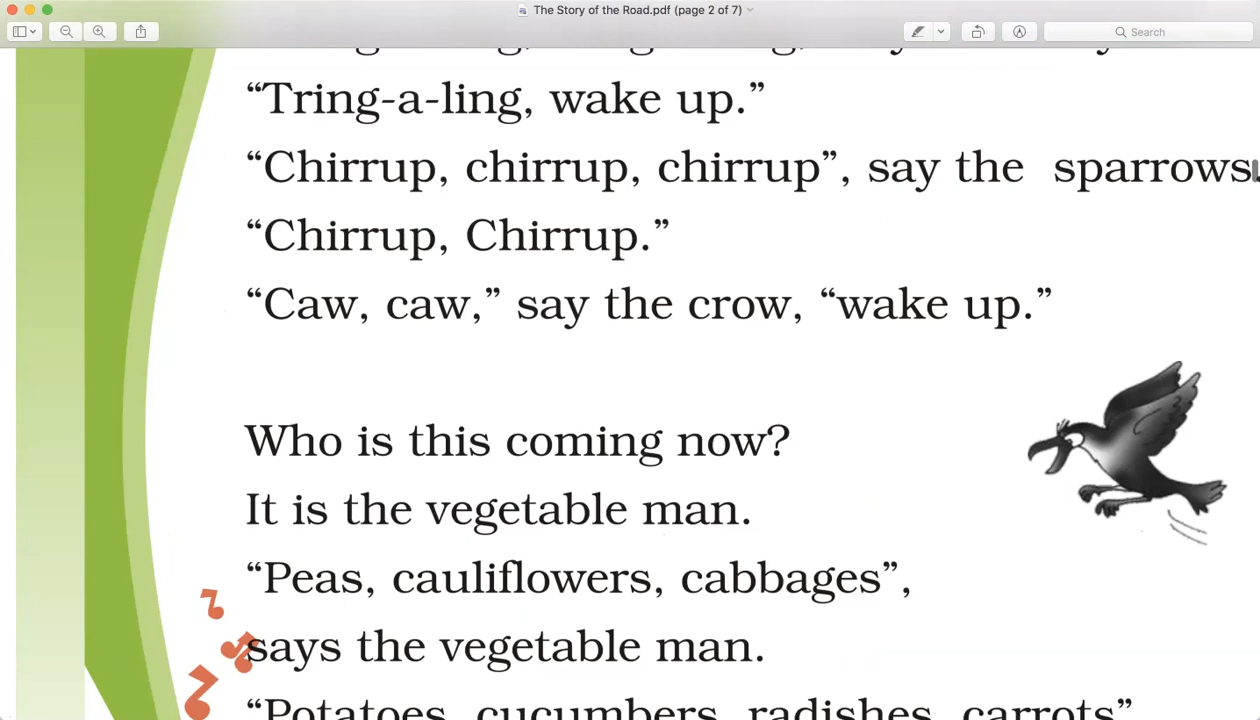 The Story of the Road.pdf (page 2 of 7)
Search
“Tring-a-ling, wake up.”
“Chirrup, chirrup, chirrup”, say the sparrows.
“Chirrup, Chirrup.”
“Caw, caw,” say the crow, “wake up.”
Who is this coming now?
It is the vegetable man.
“Peas, cauliflowers, cabbages”,
says the vegetable man.
“Potatoes, cucumbers, radishes, carrots”